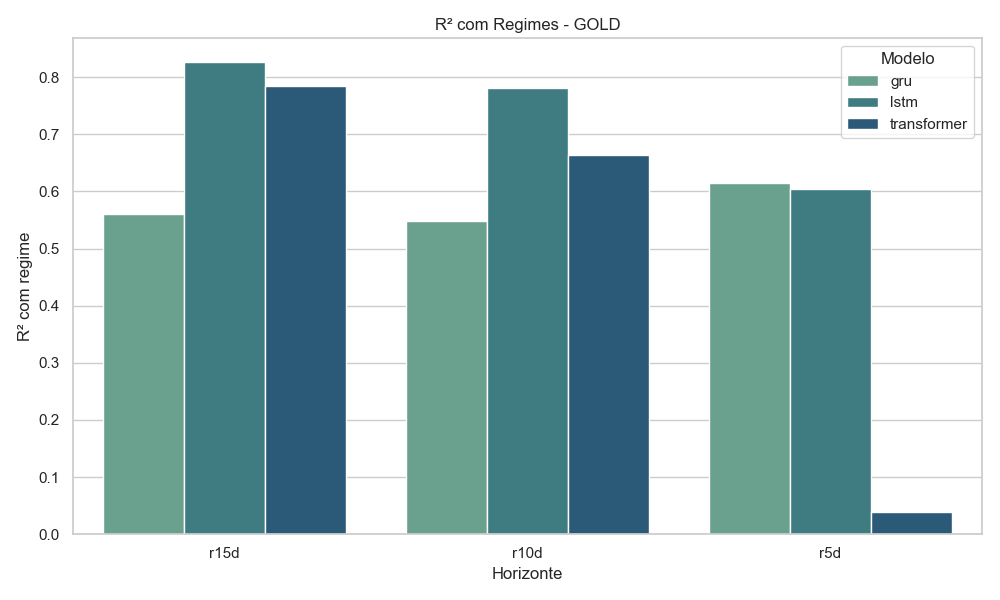 R² com Regimes - GOLD
Modelo
gru
lstm
transformer
R² com regime
0.8
0.7
0.6
0.5
0.4
0.3
0.2
0.1
0.0
r15d
r10d
r5d
Horizonte